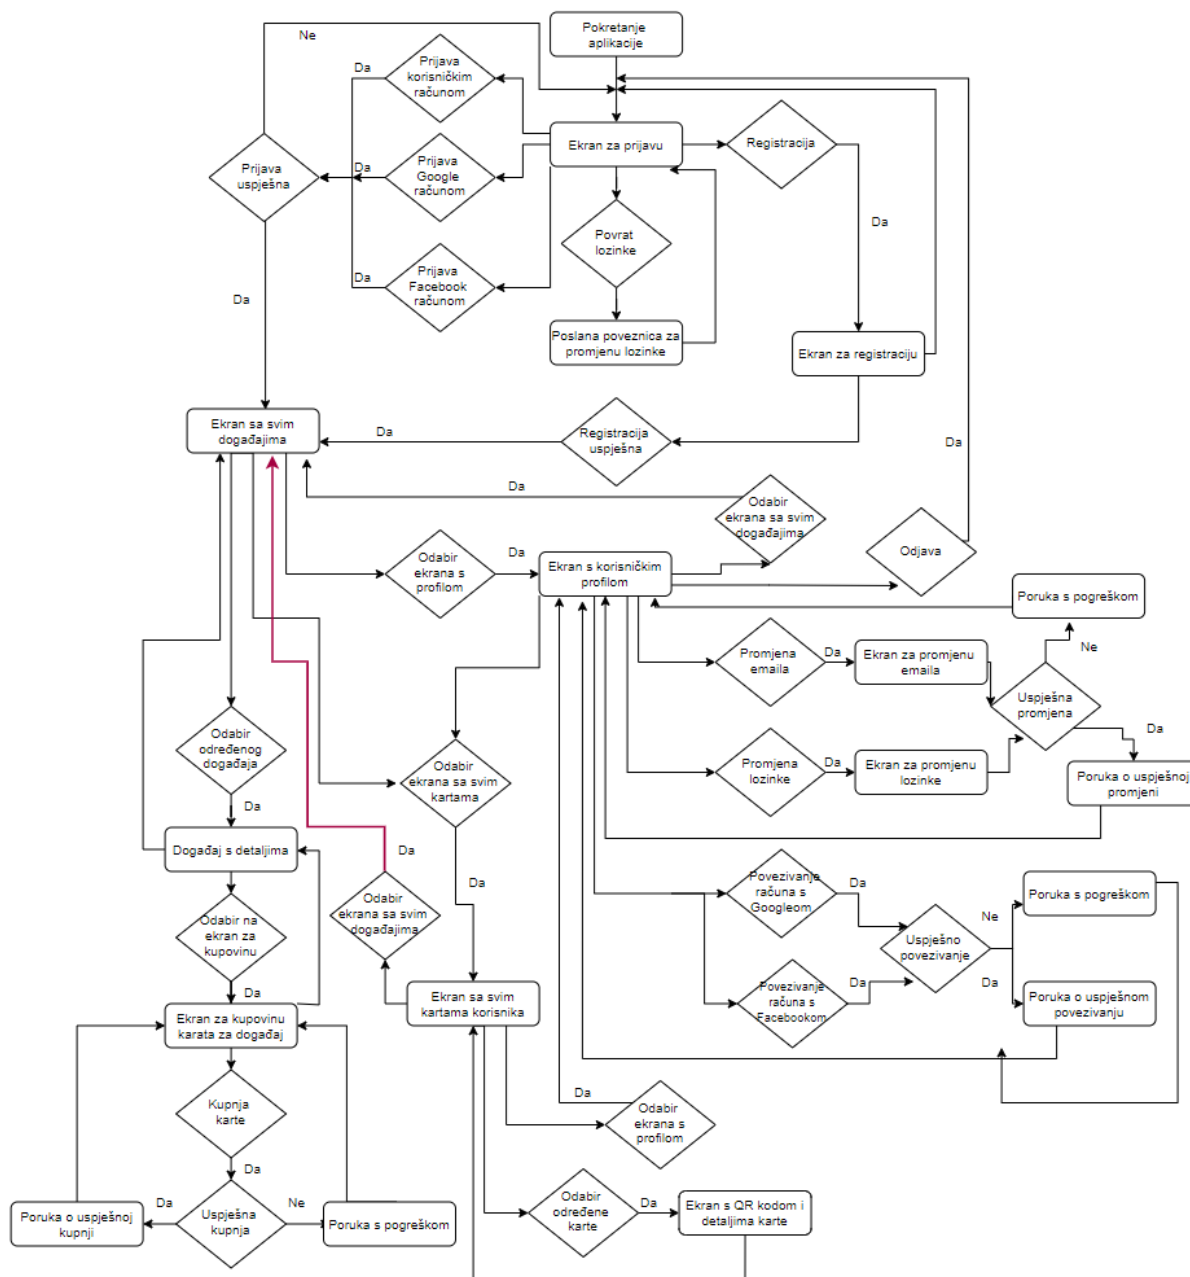 Pokretanje
aplikacije
Ne
Prijava
korisničkim
računom
Da
Ekran za prijavu
Registracija
Prijava
uspješna
Da
Prijava
Google
računom
Da
Povrat
lozinke
Da
Prijava
Facebook
računom
Da
Poslana poveznica za
promjenu lozinke
Ekran za registraciju
Ekran sa svim
događajima
Da
Registracija
uspješna
Da
Da
Odabir
ekrana sa svim
događajima
Odjava
Odabir
ekrana s
profilom
Da
Ekran s korisničkim
profilom
Poruka s pogreškom
Ne
Promjena
emaila
Da
Ekran za promjenu
emaila
Uspješna
promjena
Da
Odabir
određenog
događaja
Odabir
ekrana sa svim
kartama
Promjena
lozinke
Da
Ekran za promjenu
lozinke
Poruka o uspješnoj
promjeni
Da
Događaj s detaljima
Da
Da
Povezivanje
računa s
Googleom
Da
Poruka s pogreškom
Odabir na
ekran za
kupovinu
Odabir
ekrana sa svim
događajima
Ne
Uspješno
povezivanje
Da
Da
Povezivanje
računa s
Facebookom
Da
Ekran za kupovinu
karata za događaj
Ekran sa svim
kartama korisnika
Poruka o uspješnom
povezivanju
Kupnja
karte
Da
Odabir
ekrana s
profilom
Da
Poruka o uspješnoj
kupnji
Da
Uspješna
kupnja
Ne
Poruka s pogreškom
Odabir
određene
karte
Da
Ekran s QR kodom i
detaljima karte